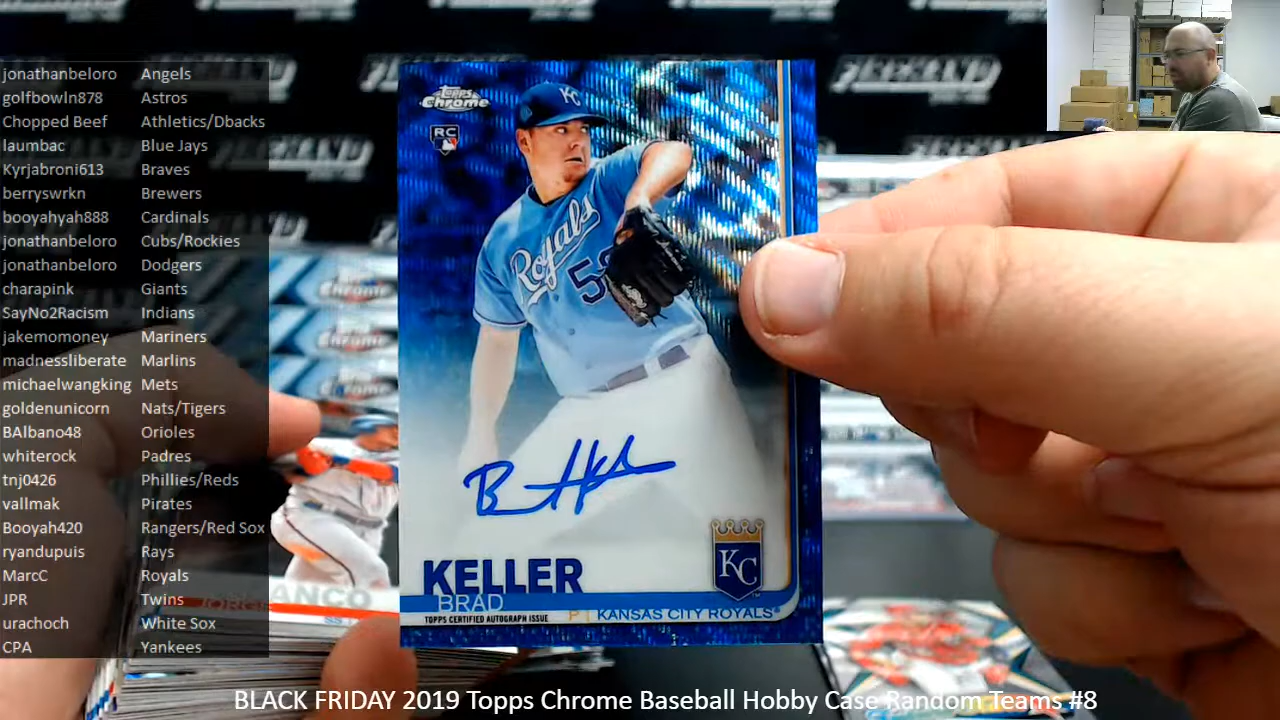 jonathanbeloro Angels
golfbowln878 Astros
Chopped Beef Athletics/Dbacks
laumbac Blue Jays
Kyrjabroni613 Braves
berryswrkn Brewers
booyahyah888 Cardinals
jonathanbeloro Cubs/Rockies
jonathanbeloro Dodgers
charapink Giants
SayNo2Racism Indians
jakemomoney Mariners
madnessliberate Marlins
michaelwangking Mets
goldenunicorn Nats/Tigers
BAlbano48 Orioles
whiterock Padres
tnj0426 Phillies/Reds
vallmak Pirates
Booyah420 Rangers/Red Sox
ryandupuis Rays
MarcC Royals
JPR Twins
urachoch White Sox
CPA Yankees
Topps Chrome
RC
KC
Royals
KELLER
BRAD
KC
TOPPS CERTIFIED AUTOGRAPH ISSUE P | KANSAS CITY ROYALS®
Chrome
Chrome
Chrome
BLACK FRIDAY 2019 Topps Chrome Baseball Hobby Case Random Teams #8